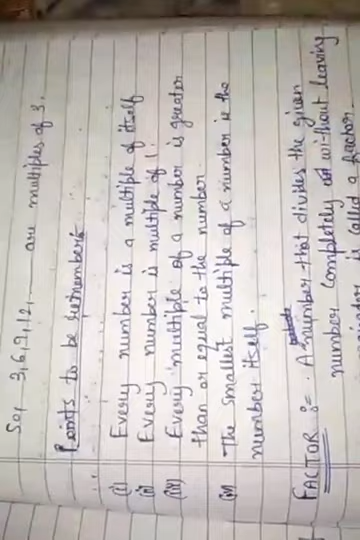 So, 3,6,9,12,.... are multiples of 3.
Points to be remembers
(i) Every number is a multiple of itself
(ii) Every number is multiple of 1
(iii) Every multiple of a number is greater
than or equal to the number
(iv) The smallest multiple of a number is the
number itself.
FACTOR := A number that divides the given
number completely without leaving
is called a factor